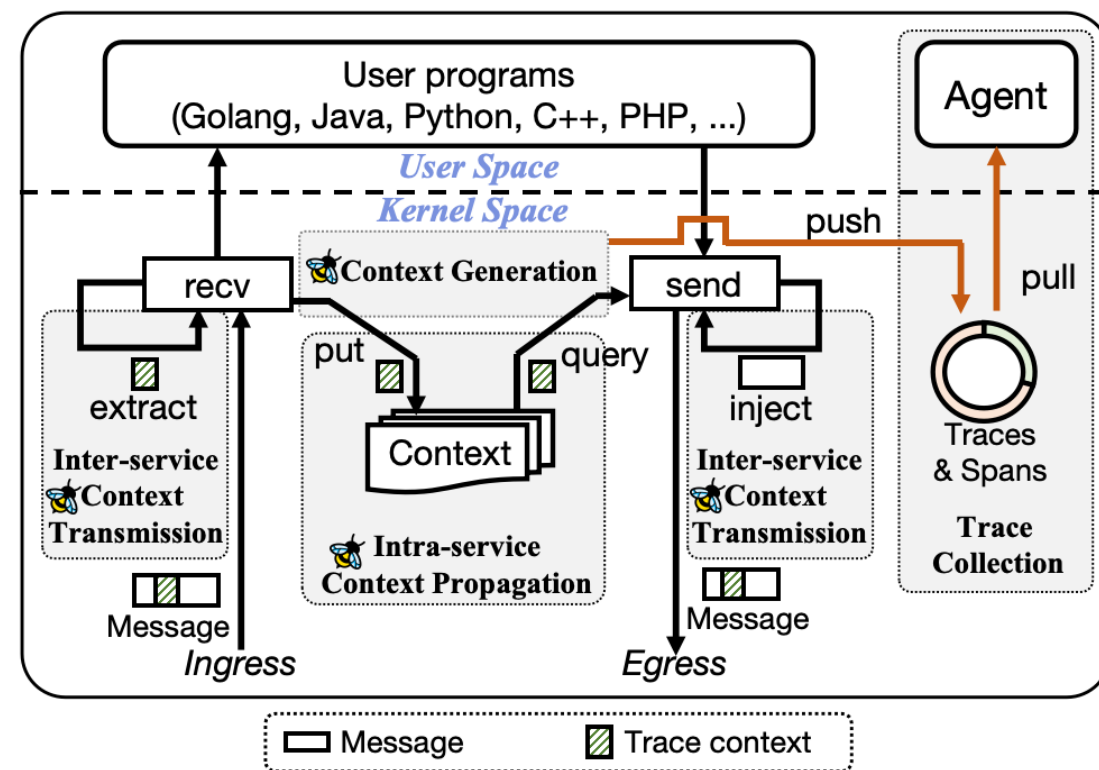 User programs
(Golang, Java, Python, C++, PHP, ...)
Agent
User Space
Kernel Space
push
Context Generation
recv
send
pull
put
query
extract
inject
Context
Traces
& Spans
Inter-service
Context
Transmission
Inter-service
Context
Transmission
Intra-service
Context Propagation
Trace
Collection
Message
Message
Ingress
Egress
Message
Trace context